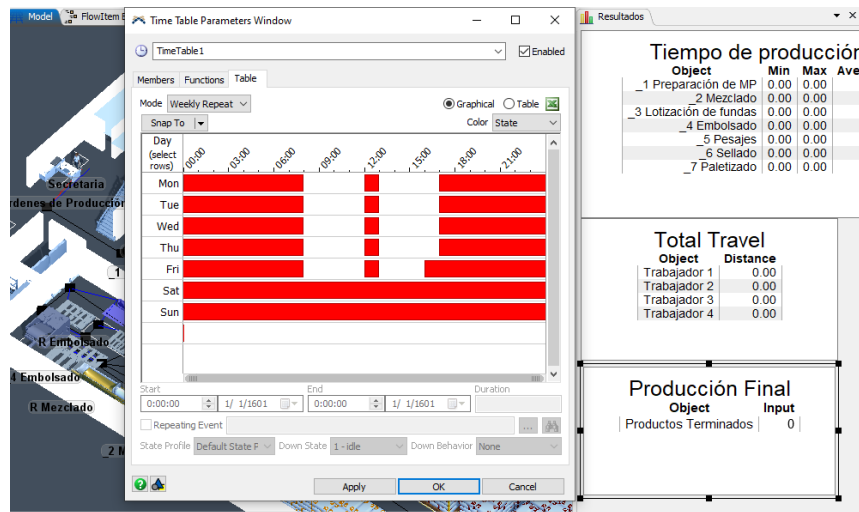 Model FlowItem
Time Table Parameters Window
TimeTable1 Enabled
Members Functions Table
Mode Weekly Repeat Graphical Table
Snap To Color State
Day
(select
rows)
00:00 03:00 06:00 09:00 12:00 15:00 18:00 21:00
Mon
Tue
Wed
Thu
Fri
Sat
Sun
Start End Duration
0:00:00 1/ 1/1601 0:00:00 1/ 1/1601
Repeating Event ...
State Profile Default State F Down State 1 - idle Down Behavior None
Apply OK Cancel
Secretaria
rdenes de Producción
_1
R Embolsado
4 Embolsado
R Mezclado
_2 M
Resultados
Tiempo de producción
Object Min Max Ave
_1 Preparación de MP 0.00 0.00
_2 Mezclado 0.00 0.00
_3 Lotización de fundas 0.00 0.00
_4 Embolsado 0.00 0.00
_5 Pesajes 0.00 0.00
_6 Sellado 0.00 0.00
_7 Paletizado 0.00 0.00
Total Travel
Object Distance
Trabajador 1 0.00
Trabajador 2 0.00
Trabajador 3 0.00
Trabajador 4 0.00
Producción Final
Object Input
Productos Terminados 0